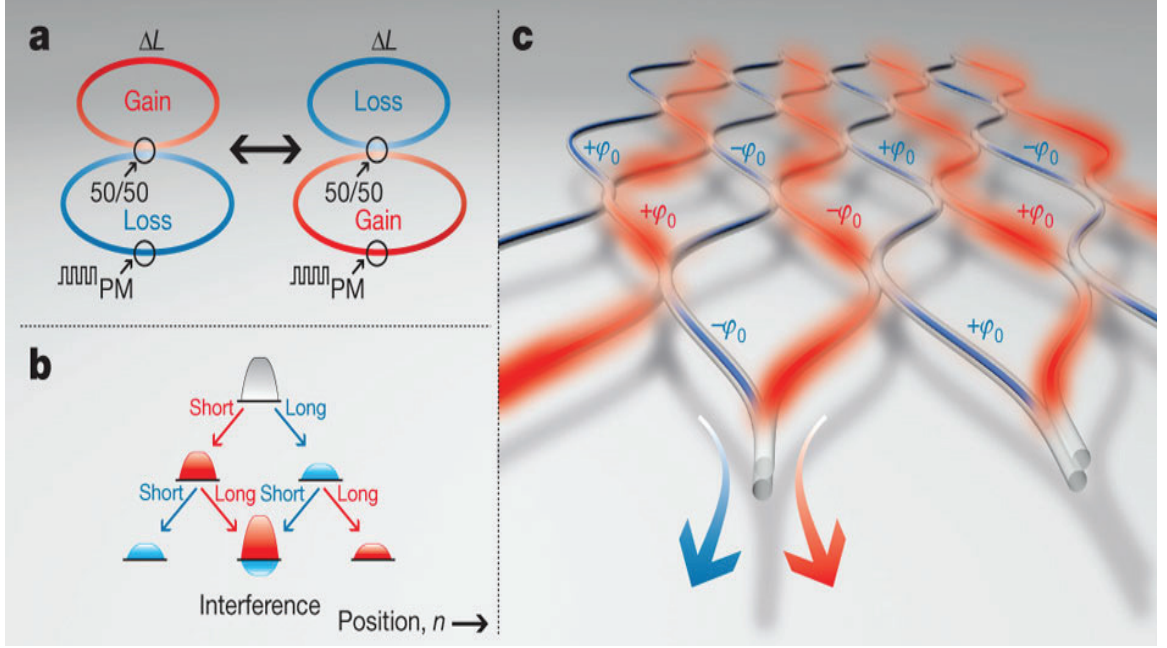 a
ΔL
ΔL
Gain
Loss
50/50
50/50
Loss
Gain
PM
PM
b
Short
Long
Short
Long
Short
Long
Interference
Position, n
c
+φ₀
−φ₀
+φ₀
−φ₀
+φ₀
−φ₀
+φ₀
−φ₀
+φ₀